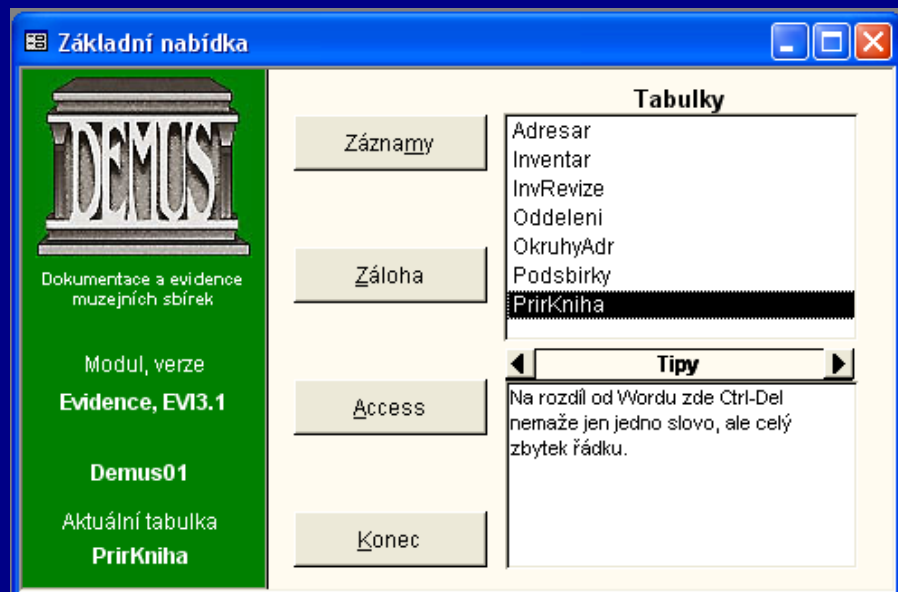 Základní nabídka
DEMUS
Dokumentace a evidence
muzejních sbírek
Modul, verze
Evidence, EVI3.1
Demus01
Aktuální tabulka
PrirKniha
Záznamy
Záloha
Access
Konec
Tabulky
Adresar
Inventar
InvRevize
Oddeleni
OkruhyAdr
Podsbirky
PrirKniha
Tipy
Na rozdíl od Wordu zde Ctrl-Del
nemaže jen jedno slovo, ale celý
zbytek řádku.